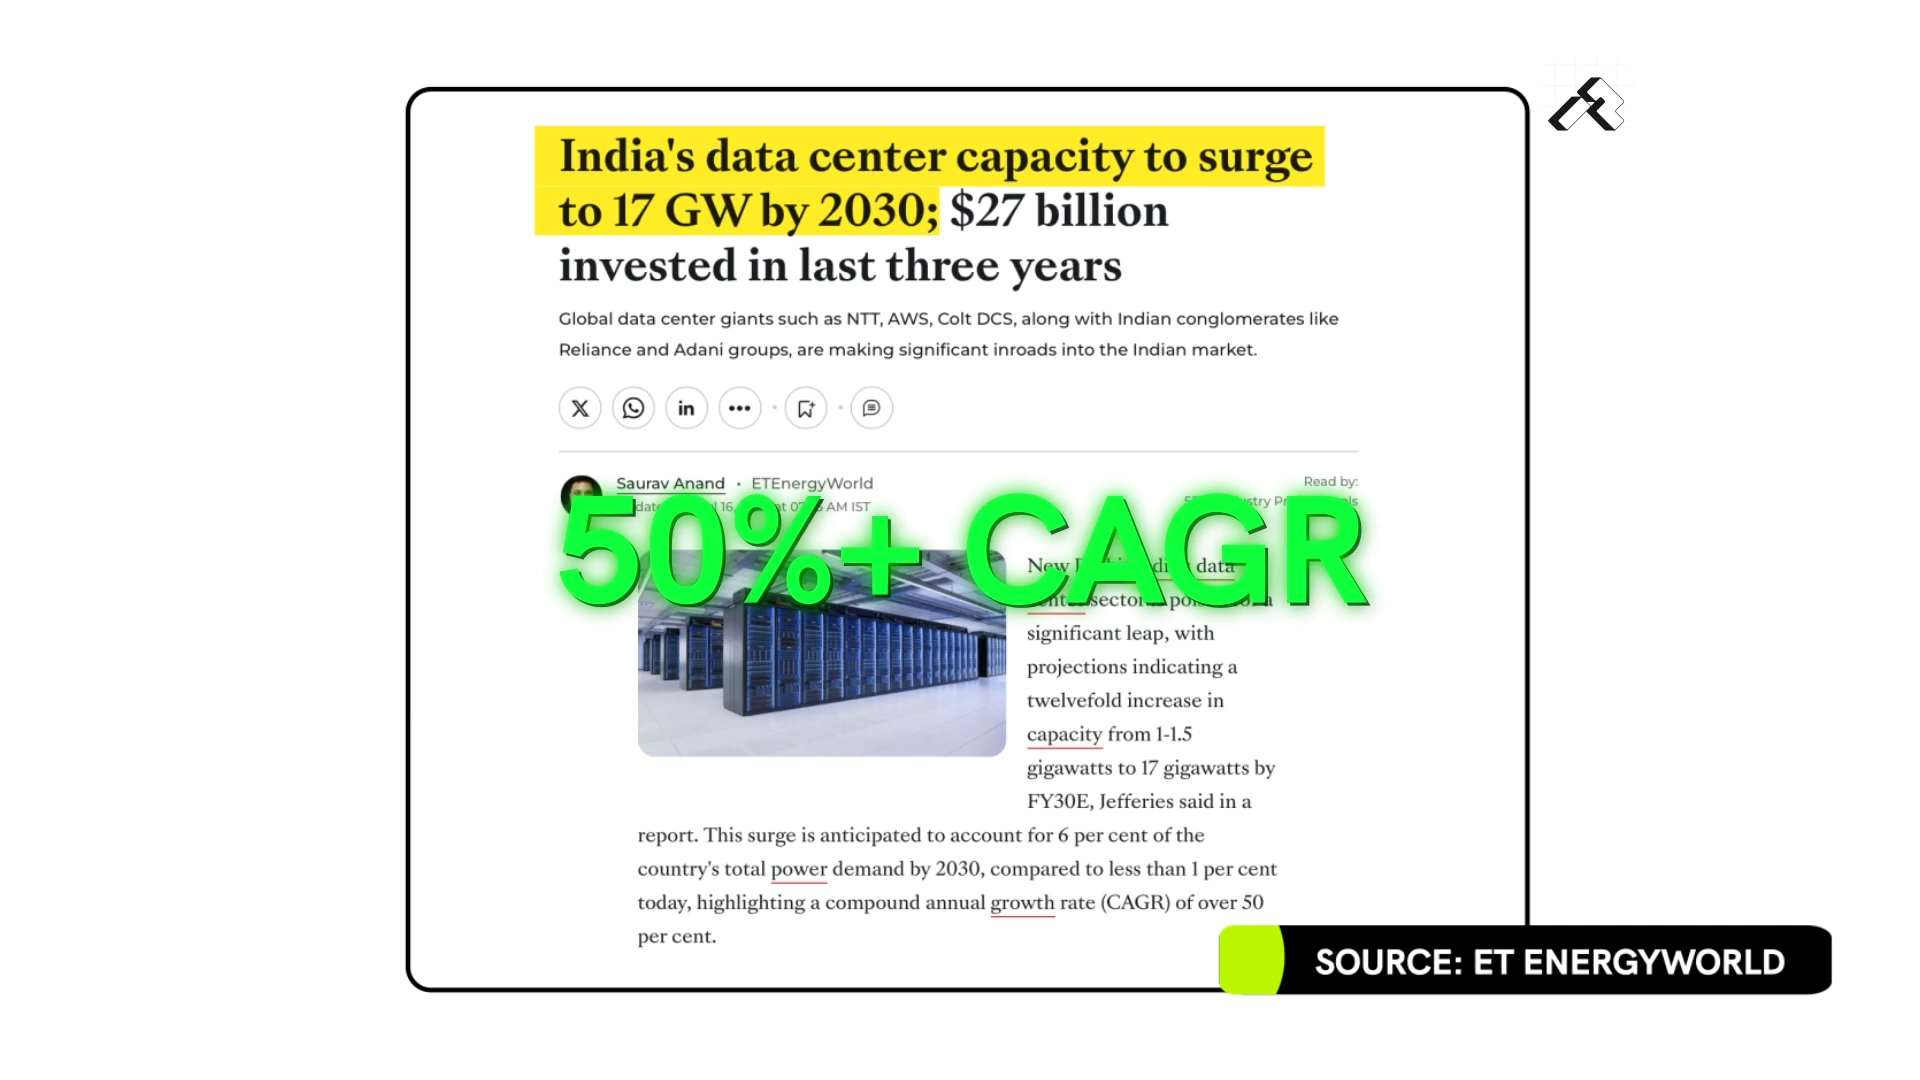 India's data center capacity to surge
to 17 GW by 2030; $27 billion
invested in last three years
Global data center giants such as NTT, AWS, Colt DCS, along with Indian conglomerates like
Reliance and Adani groups, are making significant inroads into the Indian market.
in
Saurav Anand · ETEnergyWorld
Read by:
16, AM IST
50%+ CAGR
New data
sector a
significant leap, with
projections indicating a
twelvefold increase in
capacity from 1-1.5
gigawatts to 17 gigawatts by
FY30E, Jefferies said in a
report. This surge is anticipated to account for 6 per cent of the
country's total power demand by 2030, compared to less than 1 per cent
today, highlighting a compound annual growth rate (CAGR) of over 50
per cent.
SOURCE: ET ENERGYWORLD